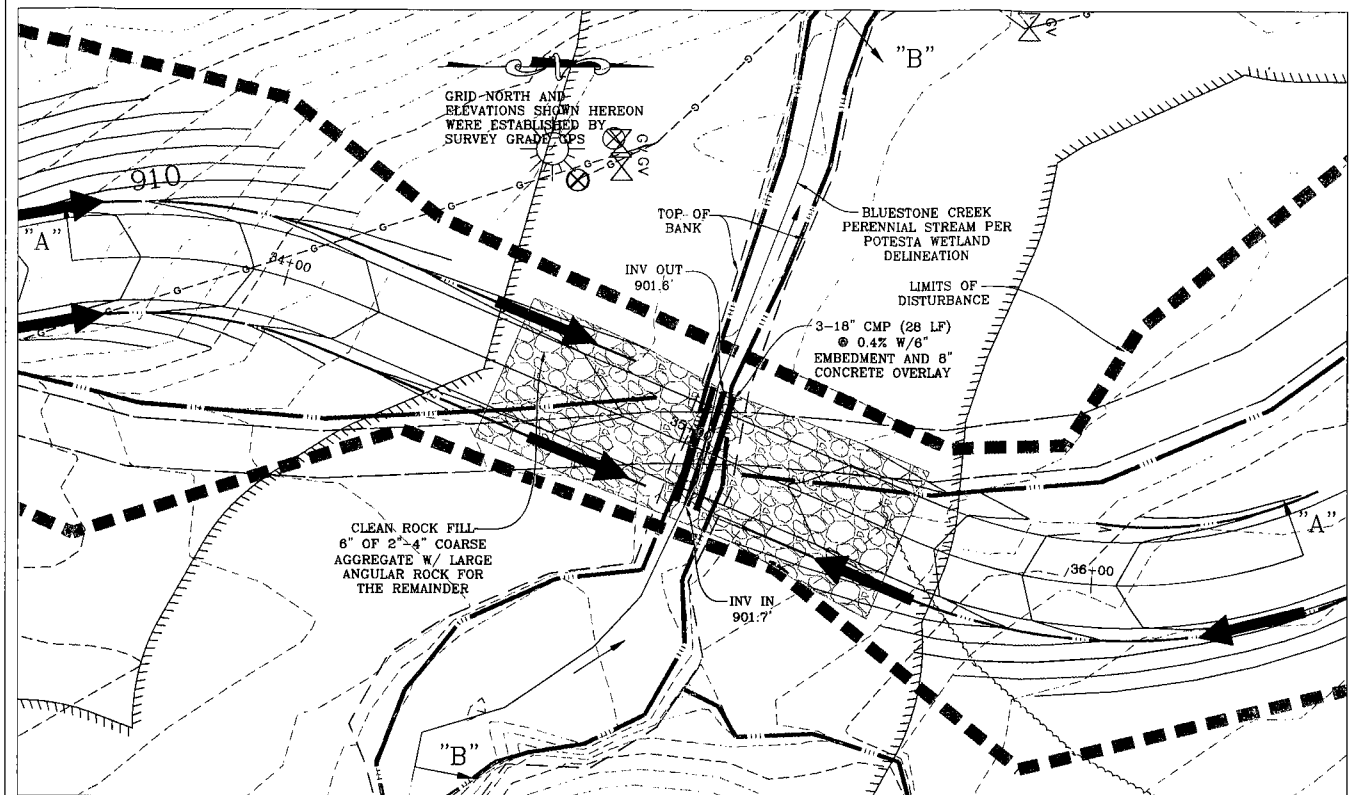 GV
"B"
GRID NORTH AND
ELEVATIONS SHOWN HEREON
WERE ESTABLISHED BY
SURVEY GRADE GPS
G
G
GV
GV
G
910
"A"
TOP OF
BANK
BLUESTONE CREEK
PERENNIAL STREAM PER
POTESTA WETLAND
DELINEATION
G
G
34+00
INV OUT
901.6'
LIMITS OF
DISTURBANCE
G
G
3-18" CMP (28 LF)
@ 0.4% W/6"
EMBEDMENT AND 8"
CONCRETE OVERLAY
CLEAN ROCK FILL
6" OF 2"-4" COARSE
AGGREGATE W/ LARGE
ANGULAR ROCK FOR
THE REMAINDER
"A"
36+00
INV IN
901.7'
"B"